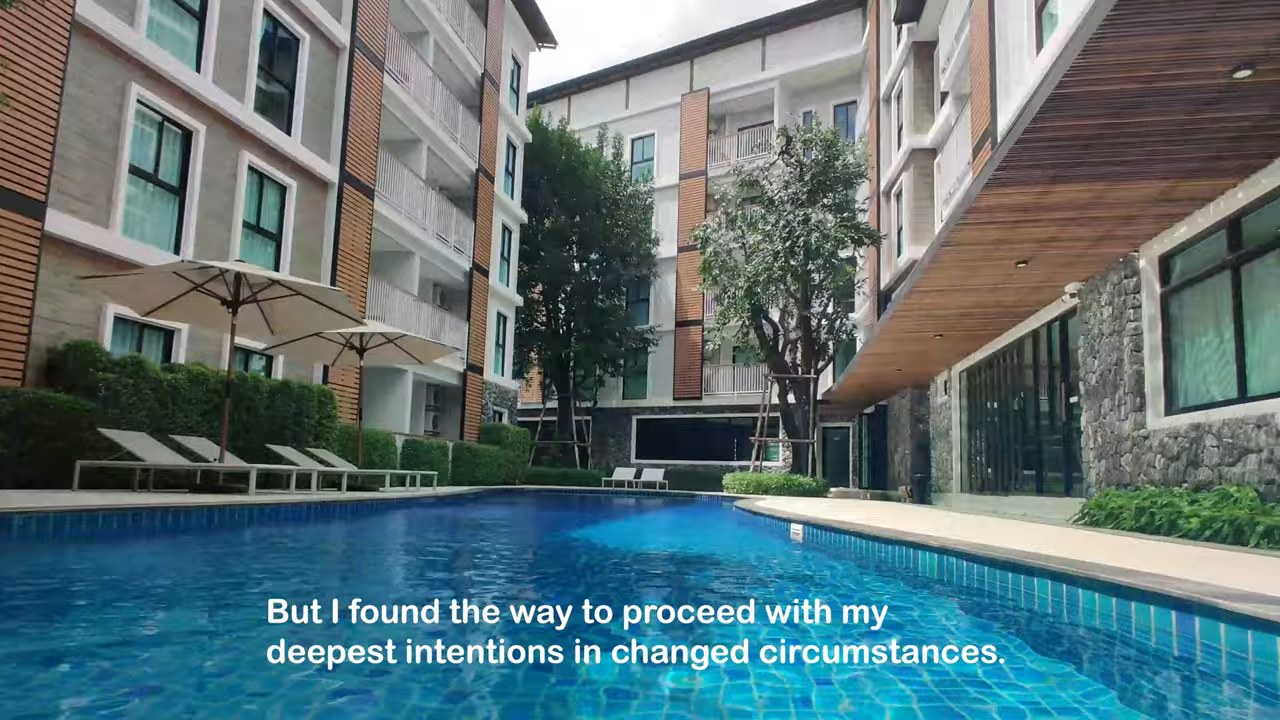 But I found the way to proceed with my
deepest intentions in changed circumstances.